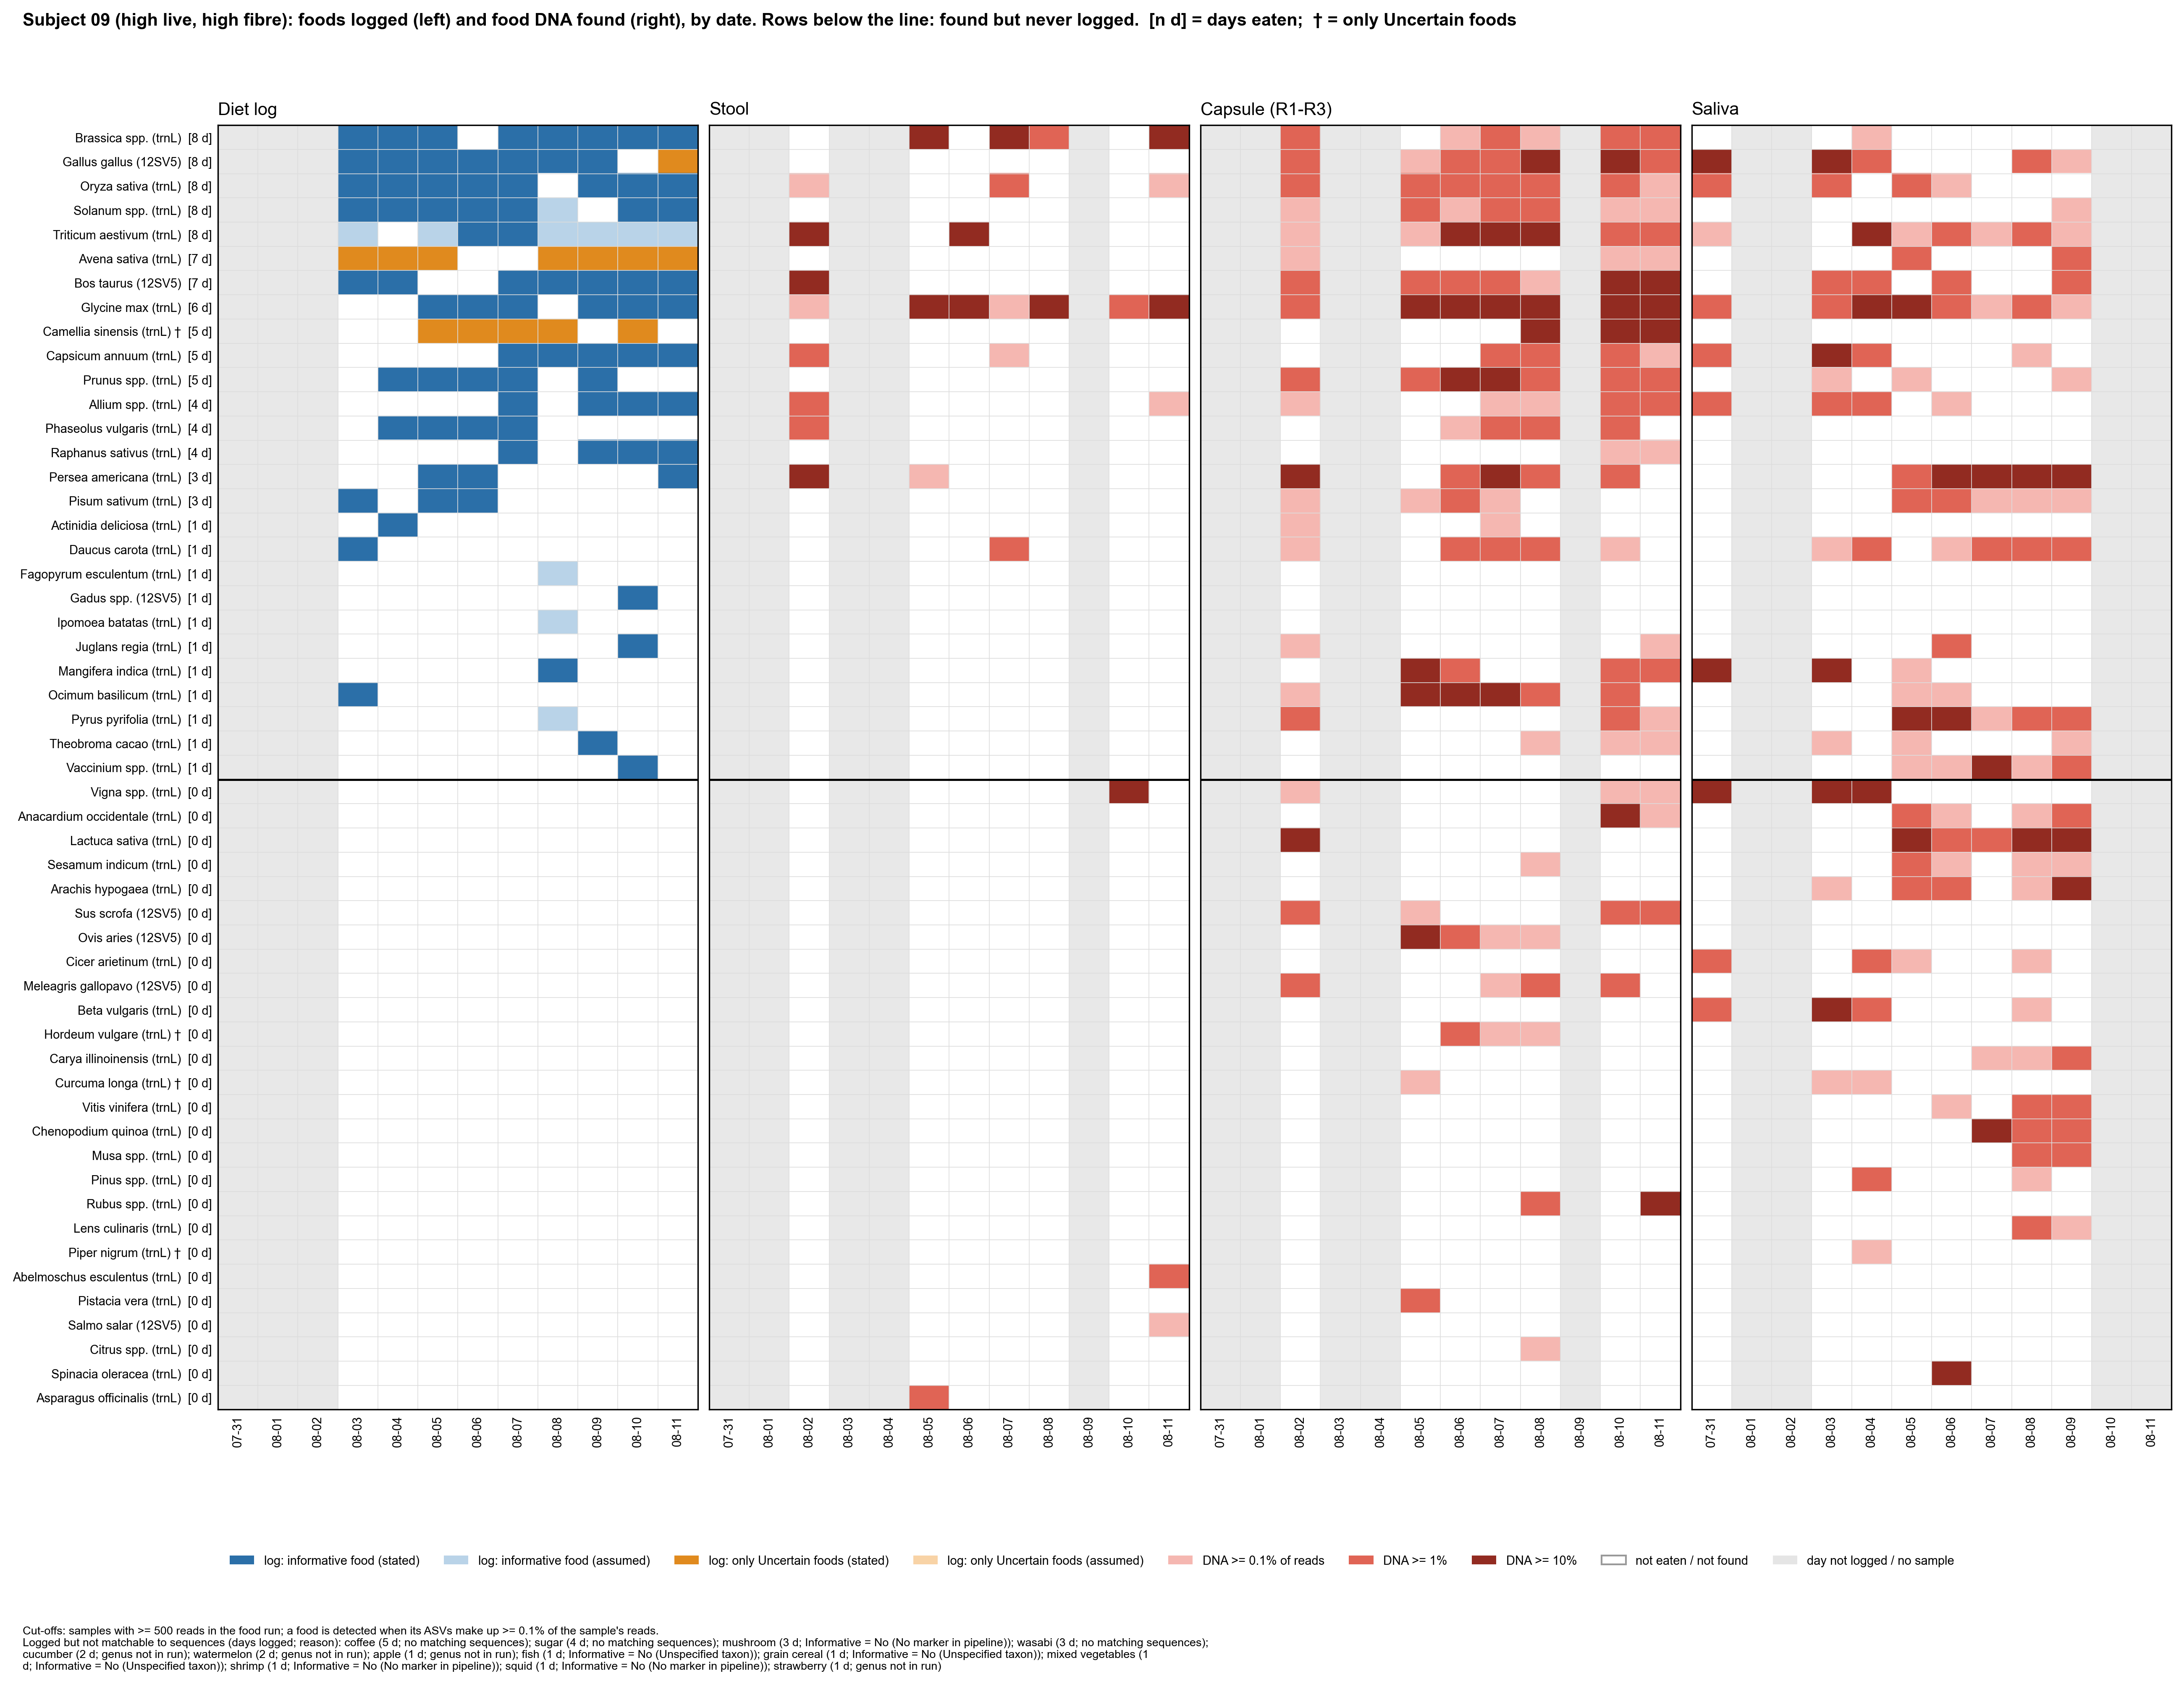 Subject 09 (high live, high fibre): foods logged (left) and food DNA found (right), by date. Rows below the line: found but never logged.  [n d] = days eaten;  † = only Uncertain foods
Diet log
Stool
Capsule (R1-R3)
Saliva
Brassica spp. (trnL)  [8 d]
Gallus gallus (12SV5)  [8 d]
Oryza sativa (trnL)  [8 d]
Solanum spp. (trnL)  [8 d]
Triticum aestivum (trnL)  [8 d]
Avena sativa (trnL)  [7 d]
Bos taurus (12SV5)  [7 d]
Glycine max (trnL)  [6 d]
Camellia sinensis (trnL) †  [5 d]
Capsicum annuum (trnL)  [5 d]
Prunus spp. (trnL)  [5 d]
Allium spp. (trnL)  [4 d]
Phaseolus vulgaris (trnL)  [4 d]
Raphanus sativus (trnL)  [4 d]
Persea americana (trnL)  [3 d]
Pisum sativum (trnL)  [3 d]
Actinidia deliciosa (trnL)  [1 d]
Daucus carota (trnL)  [1 d]
Fagopyrum esculentum (trnL)  [1 d]
Gadus spp. (12SV5)  [1 d]
Ipomoea batatas (trnL)  [1 d]
Juglans regia (trnL)  [1 d]
Mangifera indica (trnL)  [1 d]
Ocimum basilicum (trnL)  [1 d]
Pyrus pyrifolia (trnL)  [1 d]
Theobroma cacao (trnL)  [1 d]
Vaccinium spp. (trnL)  [1 d]
Vigna spp. (trnL)  [0 d]
Anacardium occidentale (trnL)  [0 d]
Lactuca sativa (trnL)  [0 d]
Sesamum indicum (trnL)  [0 d]
Arachis hypogaea (trnL)  [0 d]
Sus scrofa (12SV5)  [0 d]
Ovis aries (12SV5)  [0 d]
Cicer arietinum (trnL)  [0 d]
Meleagris gallopavo (12SV5)  [0 d]
Beta vulgaris (trnL)  [0 d]
Hordeum vulgare (trnL) †  [0 d]
Carya illinoinensis (trnL)  [0 d]
Curcuma longa (trnL) †  [0 d]
Vitis vinifera (trnL)  [0 d]
Chenopodium quinoa (trnL)  [0 d]
Musa spp. (trnL)  [0 d]
Pinus spp. (trnL)  [0 d]
Rubus spp. (trnL)  [0 d]
Lens culinaris (trnL)  [0 d]
Piper nigrum (trnL) †  [0 d]
Abelmoschus esculentus (trnL)  [0 d]
Pistacia vera (trnL)  [0 d]
Salmo salar (12SV5)  [0 d]
Citrus spp. (trnL)  [0 d]
Spinacia oleracea (trnL)  [0 d]
Asparagus officinalis (trnL)  [0 d]
07-31 08-01 08-02 08-03 08-04 08-05 08-06 08-07 08-08 08-09 08-10 08-11
07-31 08-01 08-02 08-03 08-04 08-05 08-06 08-07 08-08 08-09 08-10 08-11
07-31 08-01 08-02 08-03 08-04 08-05 08-06 08-07 08-08 08-09 08-10 08-11
07-31 08-01 08-02 08-03 08-04 08-05 08-06 08-07 08-08 08-09 08-10 08-11
log: informative food (stated) log: informative food (assumed) log: only Uncertain foods (stated) log: only Uncertain foods (assumed) DNA >= 0.1% of reads DNA >= 1% DNA >= 10% not eaten / not found day not logged / no sample
Cut-offs: samples with >= 500 reads in the food run; a food is detected when its ASVs make up >= 0.1% of the sample's reads.
Logged but not matchable to sequences (days logged; reason): coffee (5 d; no matching sequences); sugar (4 d; no matching sequences); mushroom (3 d; Informative = No (No marker in pipeline)); wasabi (3 d; no matching sequences);
cucumber (2 d; genus not in run); watermelon (2 d; genus not in run); apple (1 d; genus not in run); fish (1 d; Informative = No (Unspecified taxon)); grain cereal (1 d; Informative = No (Unspecified taxon)); mixed vegetables (1
d; Informative = No (Unspecified taxon)); shrimp (1 d; Informative = No (No marker in pipeline)); squid (1 d; Informative = No (No marker in pipeline)); strawberry (1 d; genus not in run)